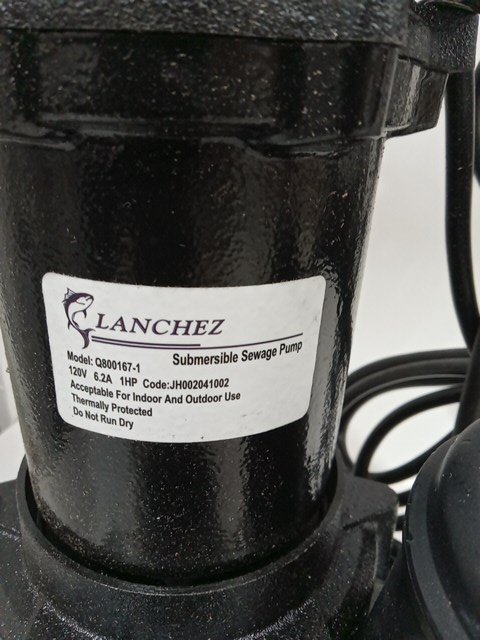 LANCHEZ
Submersible Sewage Pump
Model: Q800167-1
120V 6.2A 1HP Code:JH002041002
Acceptable For Indoor And Outdoor Use
Thermally Protected
Do Not Run Dry